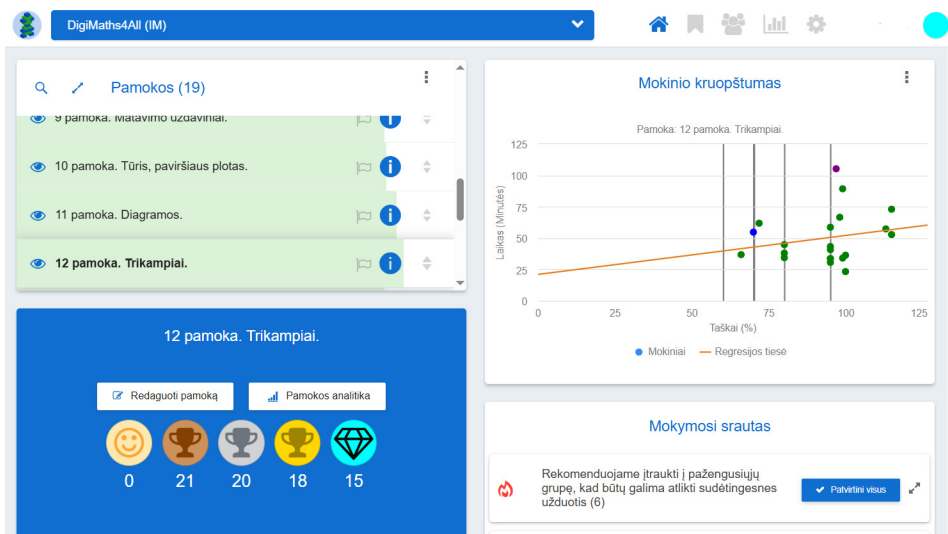 DigiMaths4All (IM)
Pamokos (19)
9 pamoka. Matavimo uždaviniai.
10 pamoka. Tūris, paviršiaus plotas.
11 pamoka. Diagramos.
12 pamoka. Trikampiai.
12 pamoka. Trikampiai.
Redaguoti pamoką
Pamokos analitika
0 21 20 18 15
Mokinio kruopštumas
Pamoka: 12 pamoka. Trikampiai.
Laikas (Minutės)
125
100
75
50
25
0
0 25 50 75 100 125
Taškai (%)
Mokiniai Regresijos tiesė
Mokymosi srautas
Rekomenduojame įtraukti į pažengusiųjų
grupę, kad būtų galima atlikti sudėtingesnes
užduotis (6)
Patvirtini visus